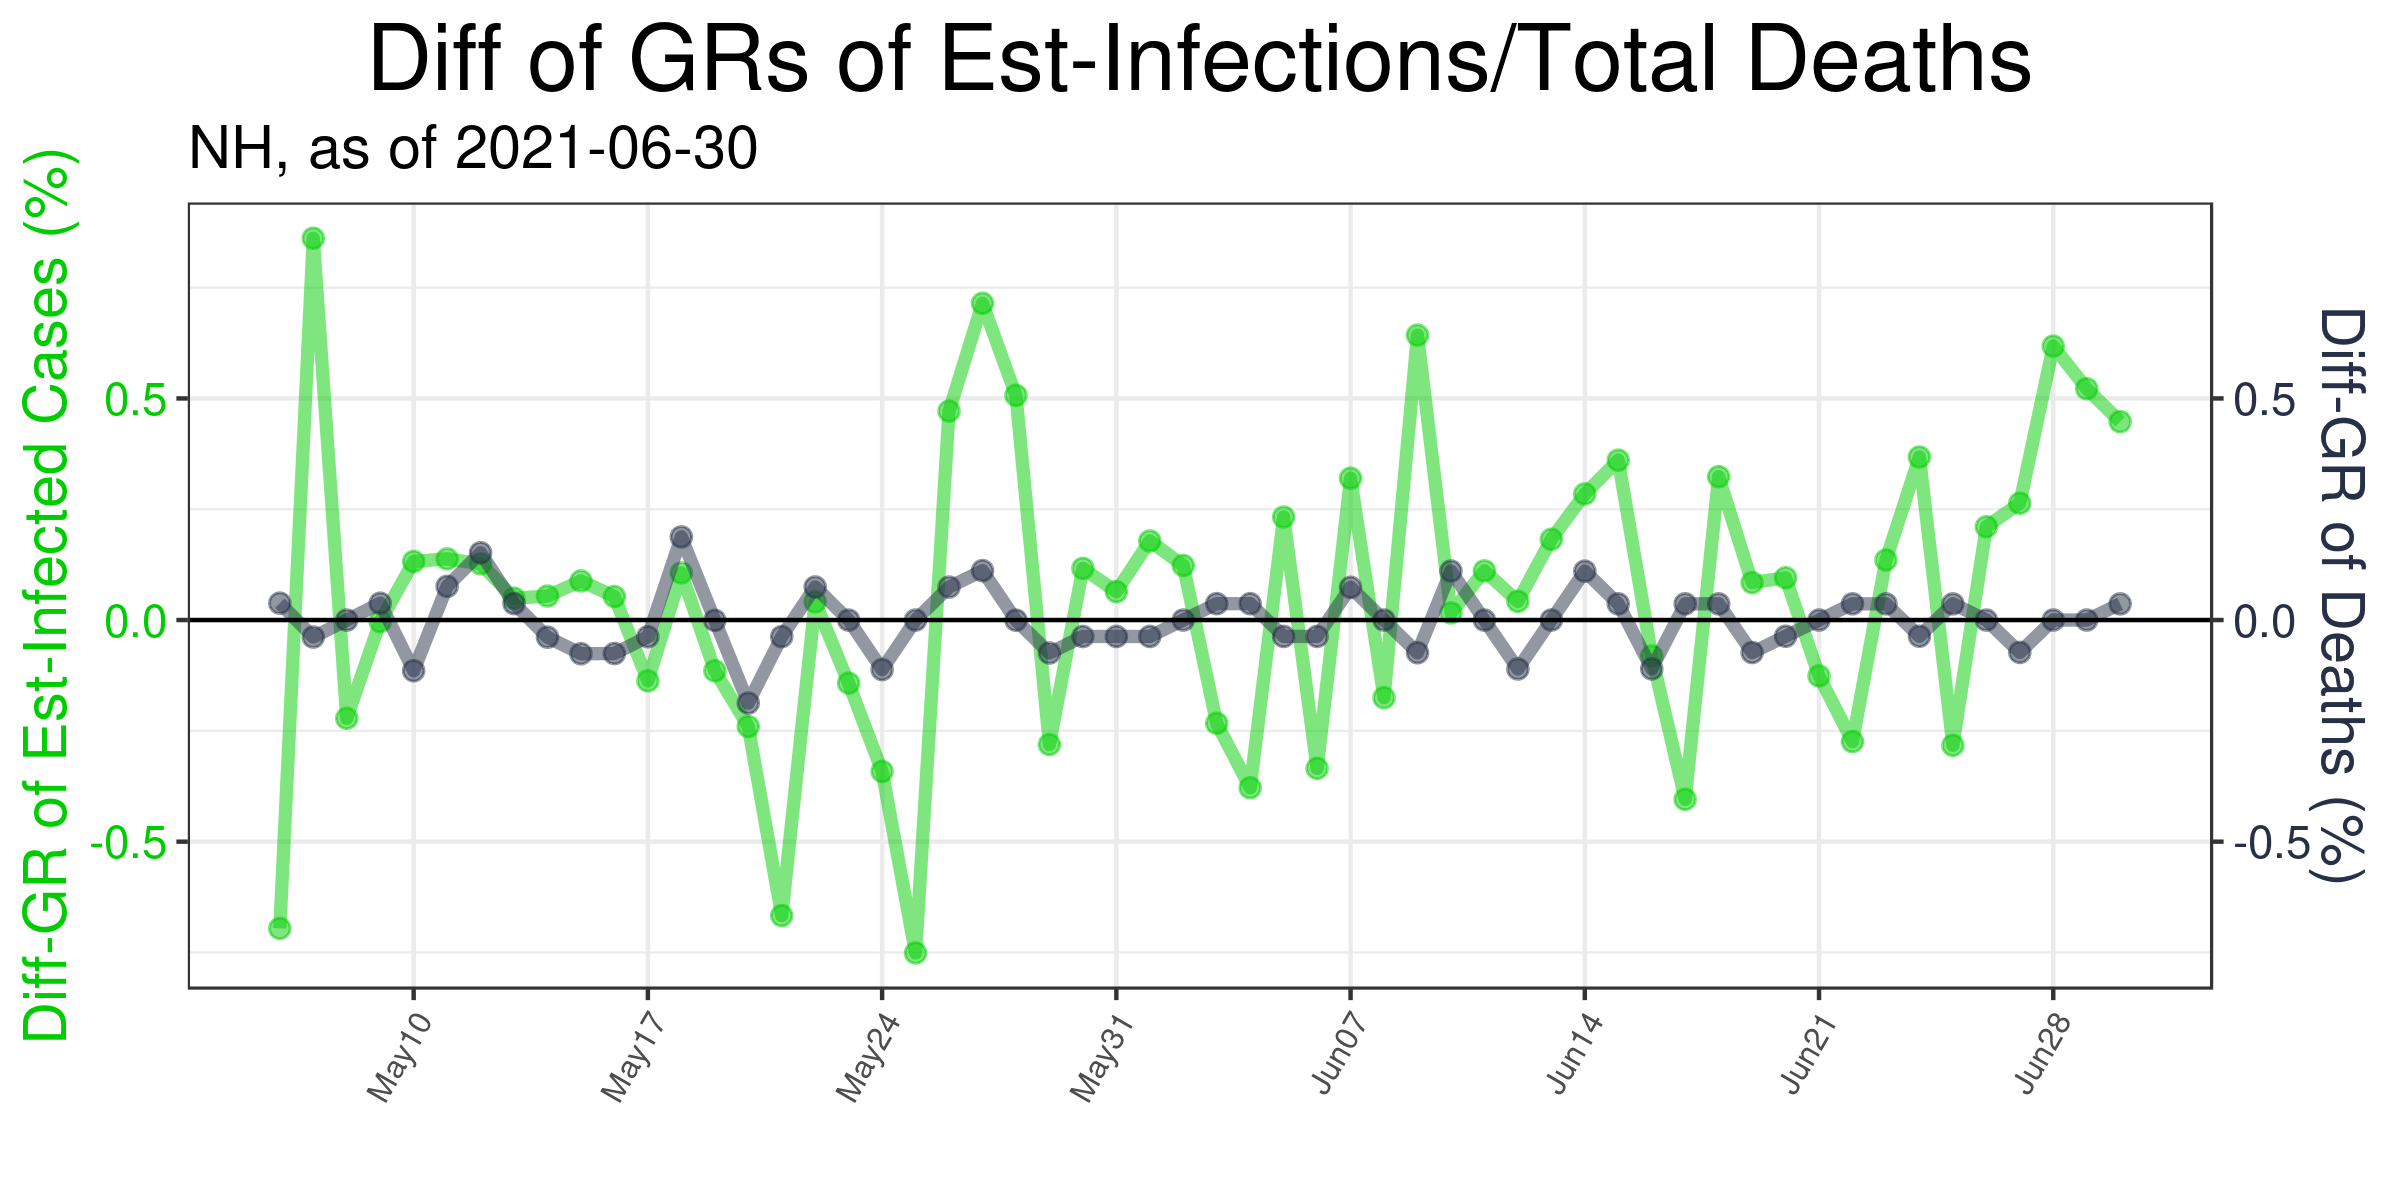 Diff of GRs of Est-Infections/Total Deaths
NH, as of 2021-06-30
Diff-GR of Est-Infected Cases (%)
0.5
0.0
-0.5
0.5
0.0
-0.5
Diff-GR of Deaths (%)
May10
May17
May24
May31
Jun07
Jun14
Jun21
Jun28